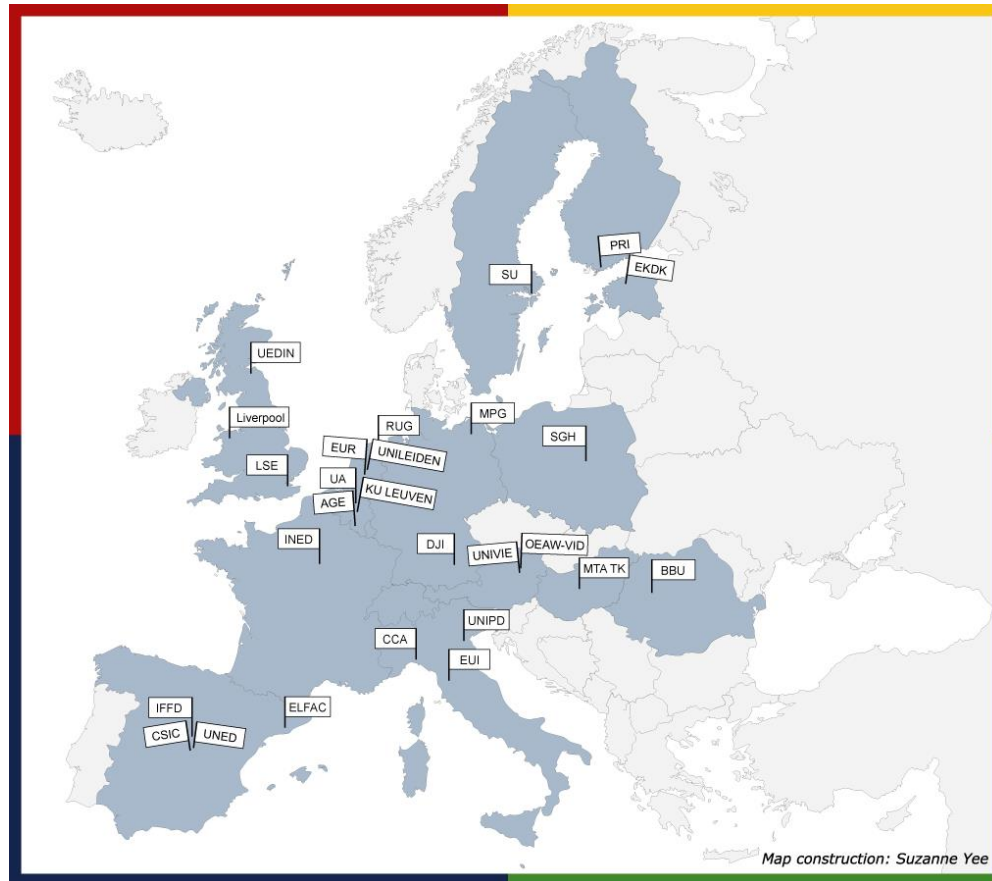 PRI
EKDK
SU
UEDIN
MPG
Liverpool
RUG
SGH
EUR
UNILEIDEN
LSE
UA
KU LEUVEN
AGE
INED
DJI
UNIVIE
OEAW-VID
MTA TK
BBU
UNIPD
CCA
EUI
IFFD
ELFAC
CSIC
UNED
Map construction: Suzanne Yee